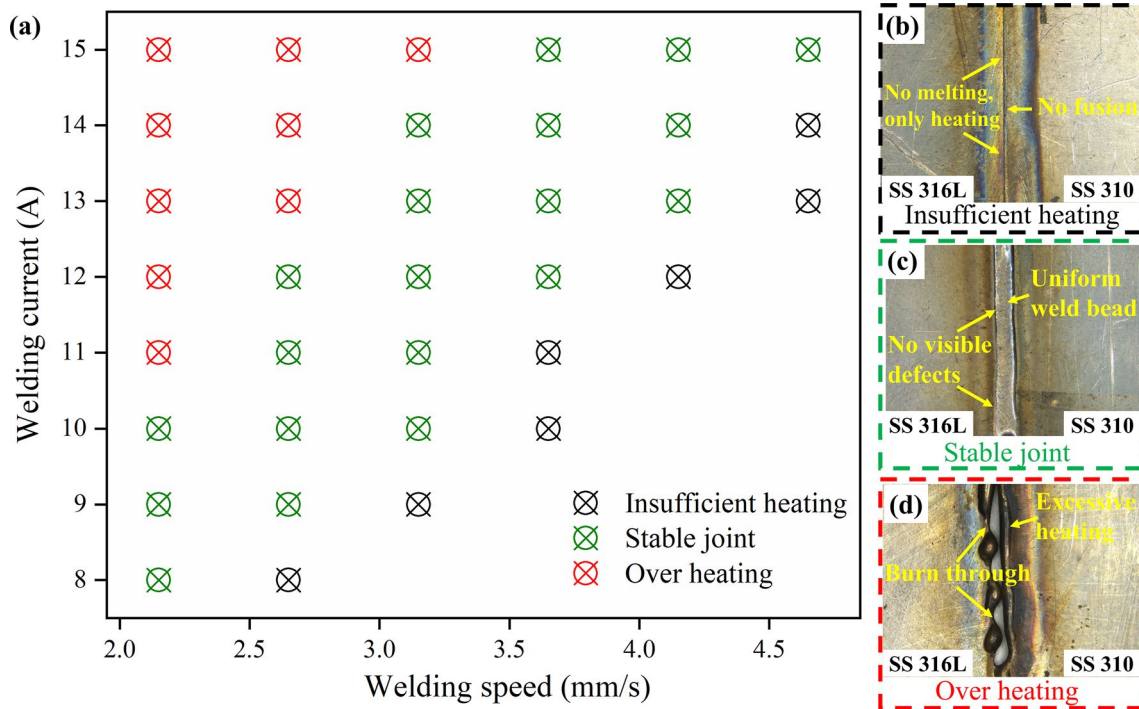 (a)
15
14
13
12
11
10
9
8
Welding current (A)
2.0
2.5
3.0
3.5
4.0
4.5
Welding speed (mm/s)
Insufficient heating
Stable joint
Over heating
(b)
No melting,
only heating
No fusion
SS 316L
SS 310
Insufficient heating
(c)
Uniform
weld bead
No visible
defects
SS 316L
SS 310
Stable joint
(d)
Excessive
heating
Burn through
SS 316L
SS 310
Over heating